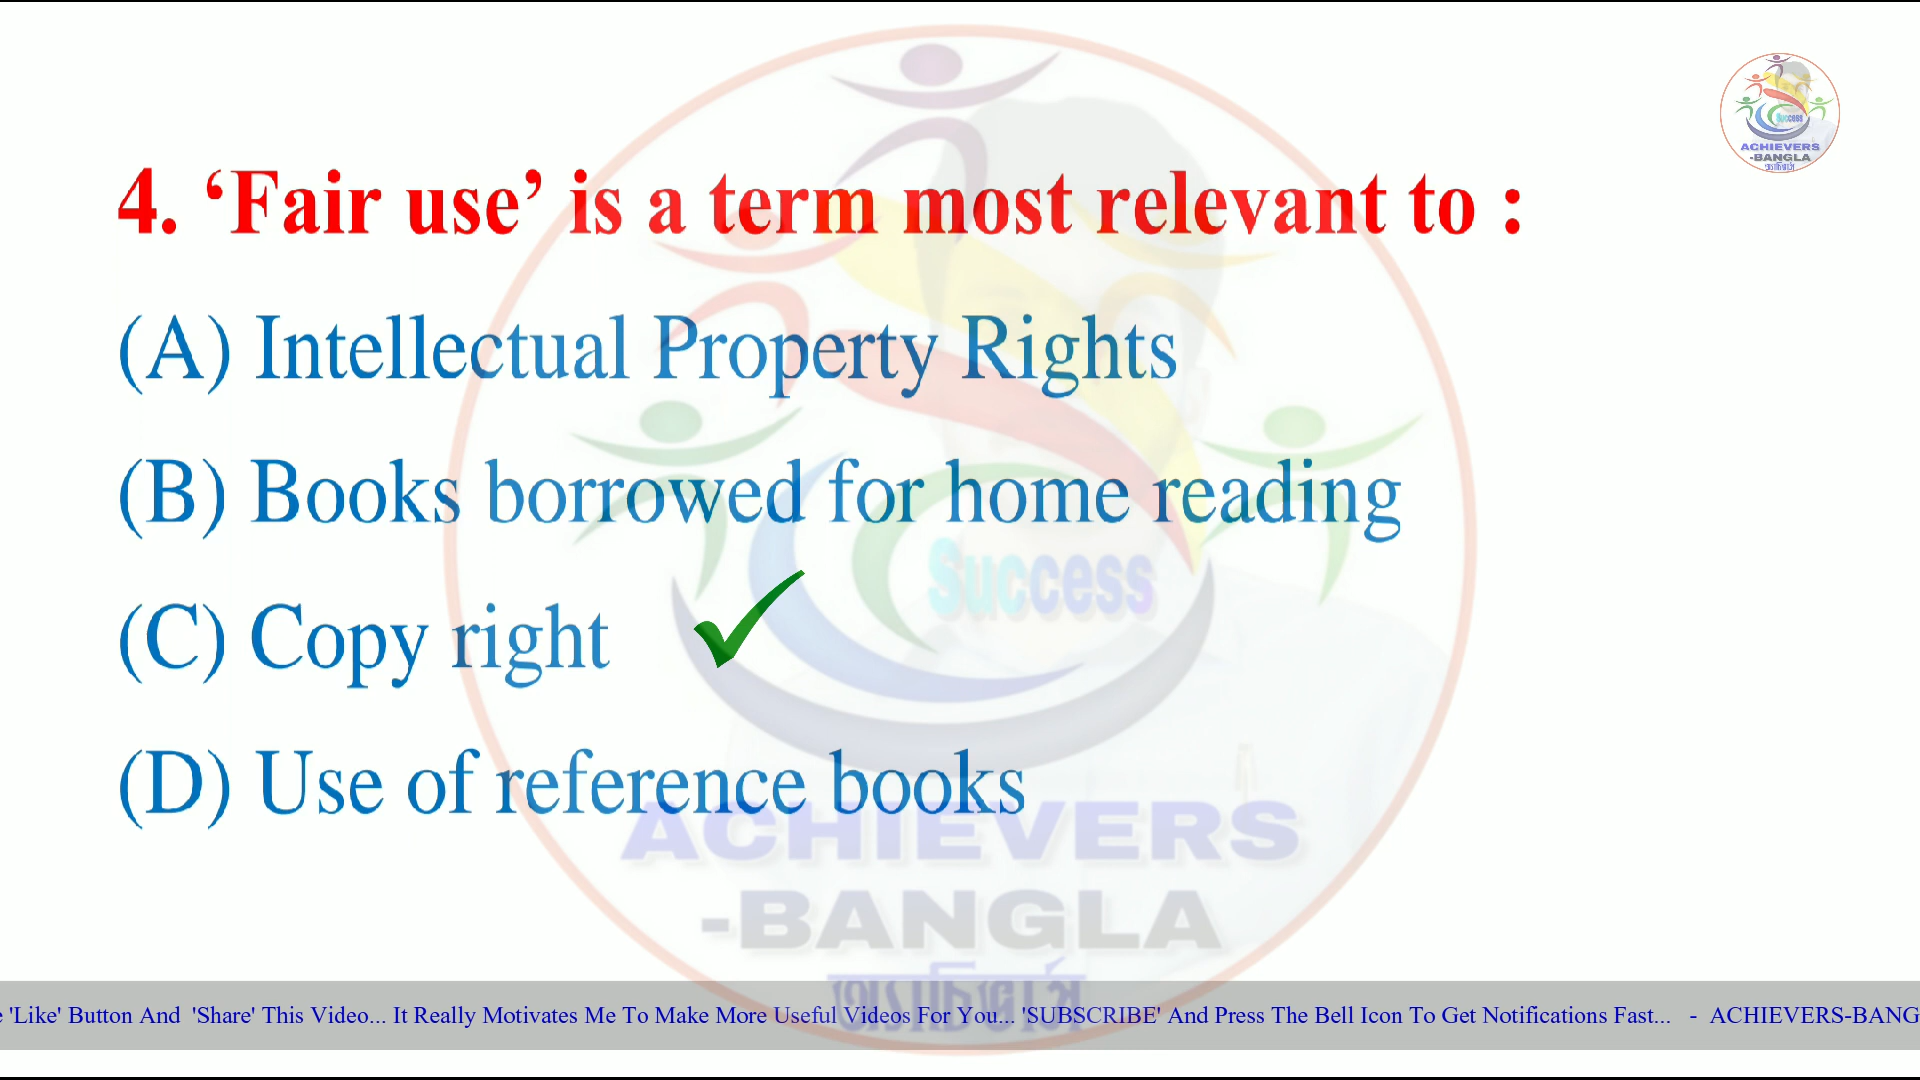 4. ‘Fair use’ is a term most relevant to :
(A) Intellectual Property Rights
(B) Books borrowed for home reading
(C) Copy right
(D) Use of reference books
Success
ACHIEVERS
-BANGLA
Success
ACHIEVERS
-BANGLA
'Like' Button And 'Share' This Video... It Really Motivates Me To Make More Useful Videos For You... 'SUBSCRIBE' And Press The Bell Icon To Get Notifications Fast... - ACHIEVERS-BANG